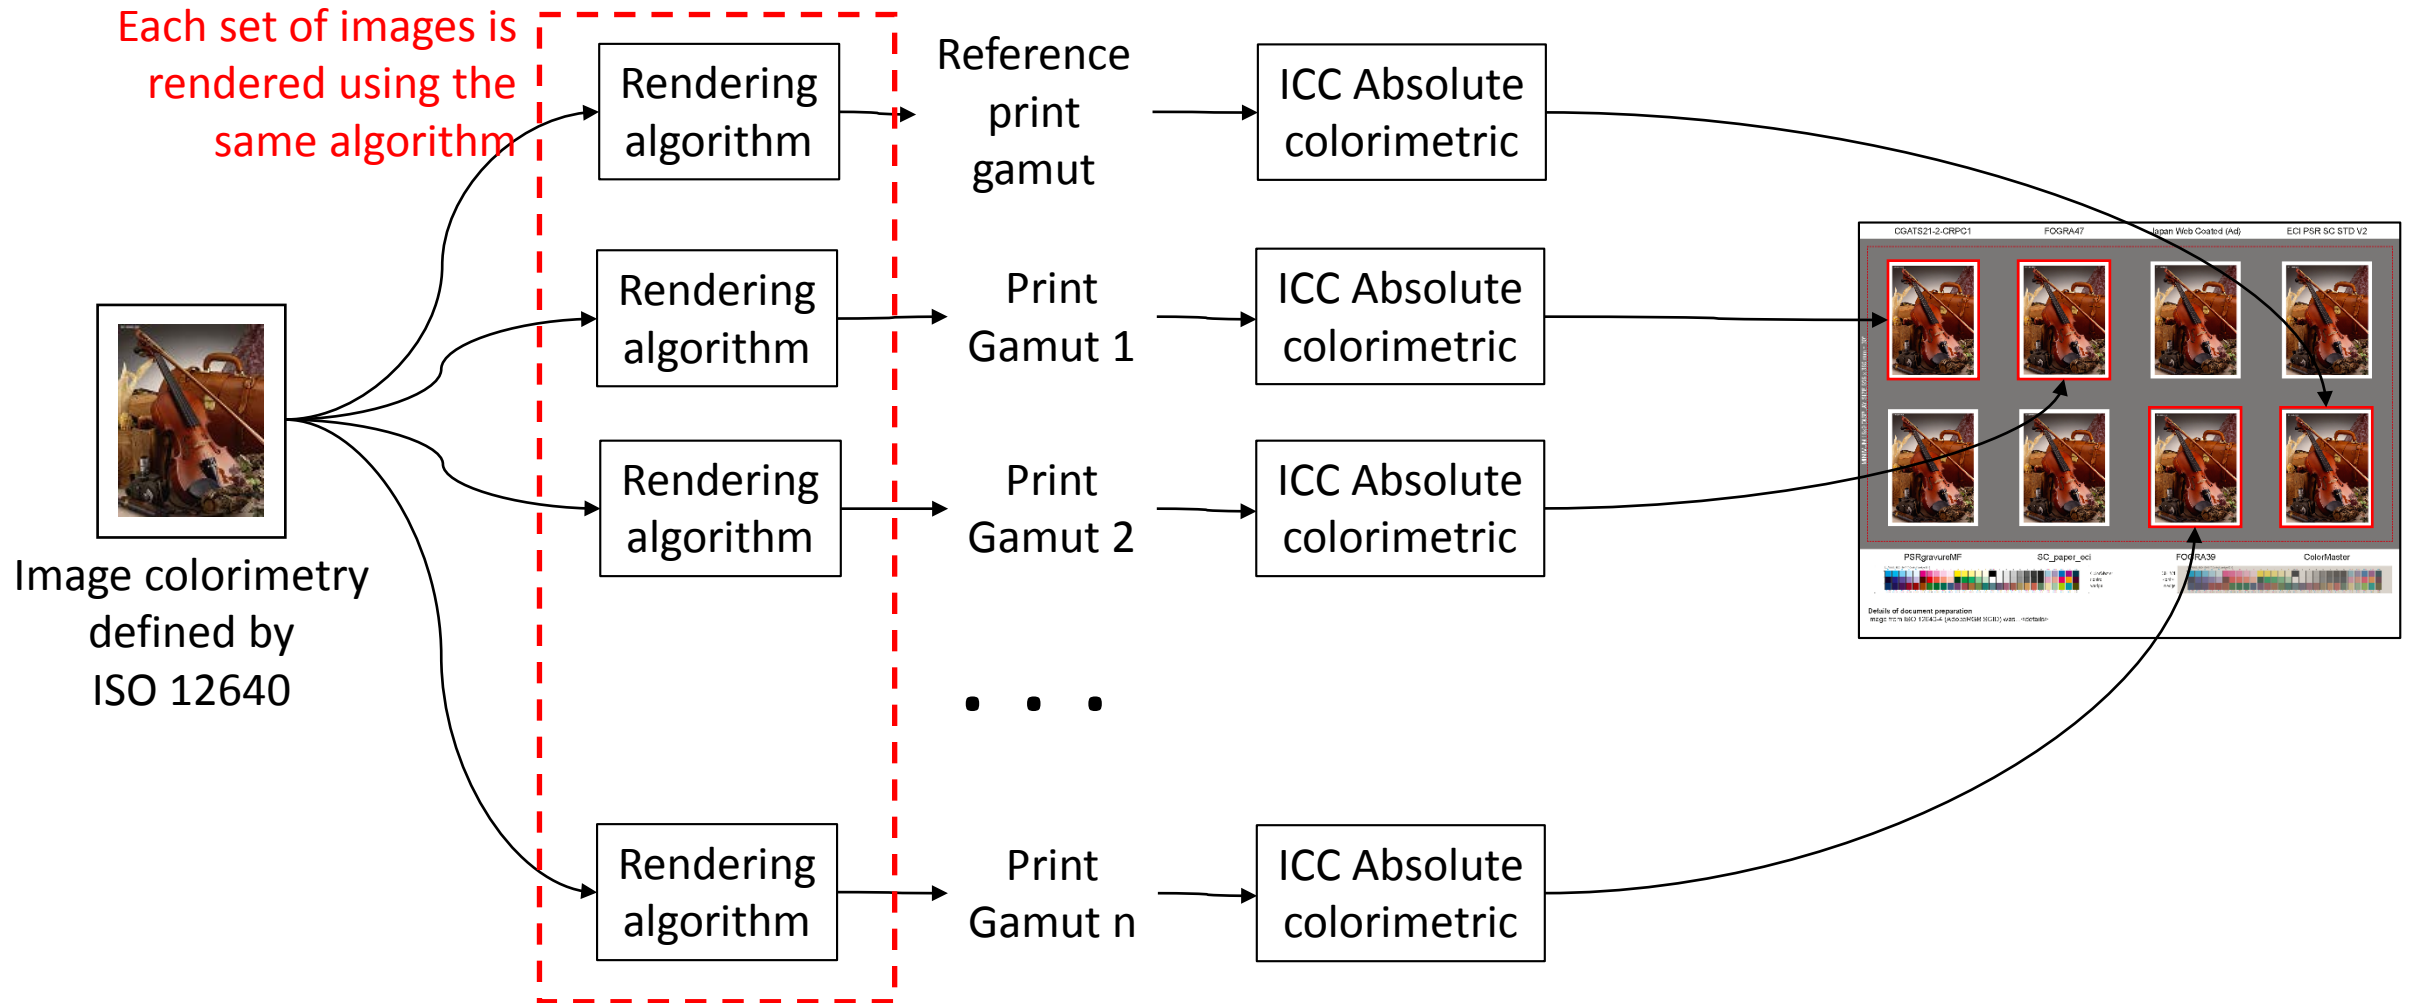 Each set of images is
rendered using the
same algorithm
Rendering
algorithm
Reference
print
gamut
ICC Absolute
colorimetric
Rendering
algorithm
Print
Gamut 1
ICC Absolute
colorimetric
Rendering
algorithm
Print
Gamut 2
ICC Absolute
colorimetric
. . .
Rendering
algorithm
Print
Gamut n
ICC Absolute
colorimetric
Image colorimetry
defined by
ISO 12640
CGATS21-2-CRPC1
FOGRA47
Japan Web Coated (Ad)
ECI PSR SC STD V2
PSRgravureMF
SC_paper_eci
FOGRA39
ColorMaster
Details of document preparation